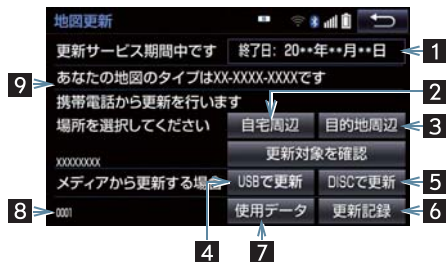 地図更新
更新サービス期間中です 終了日: 20**年**月**日 1
9 あなたの地図のタイプはXX-XXXX-XXXXです
携帯電話から更新を行います 2
場所を選択してください 自宅周辺 目的地周辺 3
更新対象を確認
XXXXXXXX
メディアから更新する場合 USBで更新 DISCで更新 5
8 0001 使用データ 更新記録 6
4 7